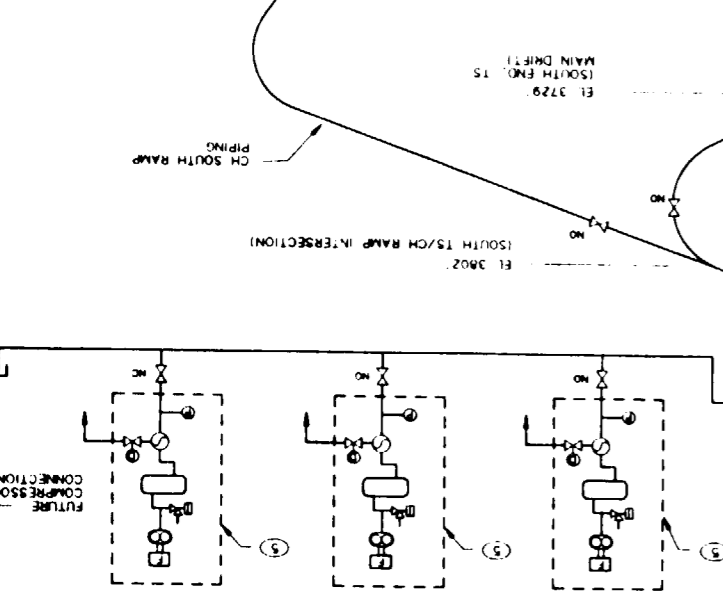 5
5
5
F
F
F
FUTURE
COMPRESSO
CONNECTION
NO
NO
NO
EL 3802'
(SOUTH TS/CH RAMP INTERSECTION)
NO
NO
CH SOUTH RAMP
PIPING
EL 3729'
(SOUTH END, TS
MAIN DRIFT)